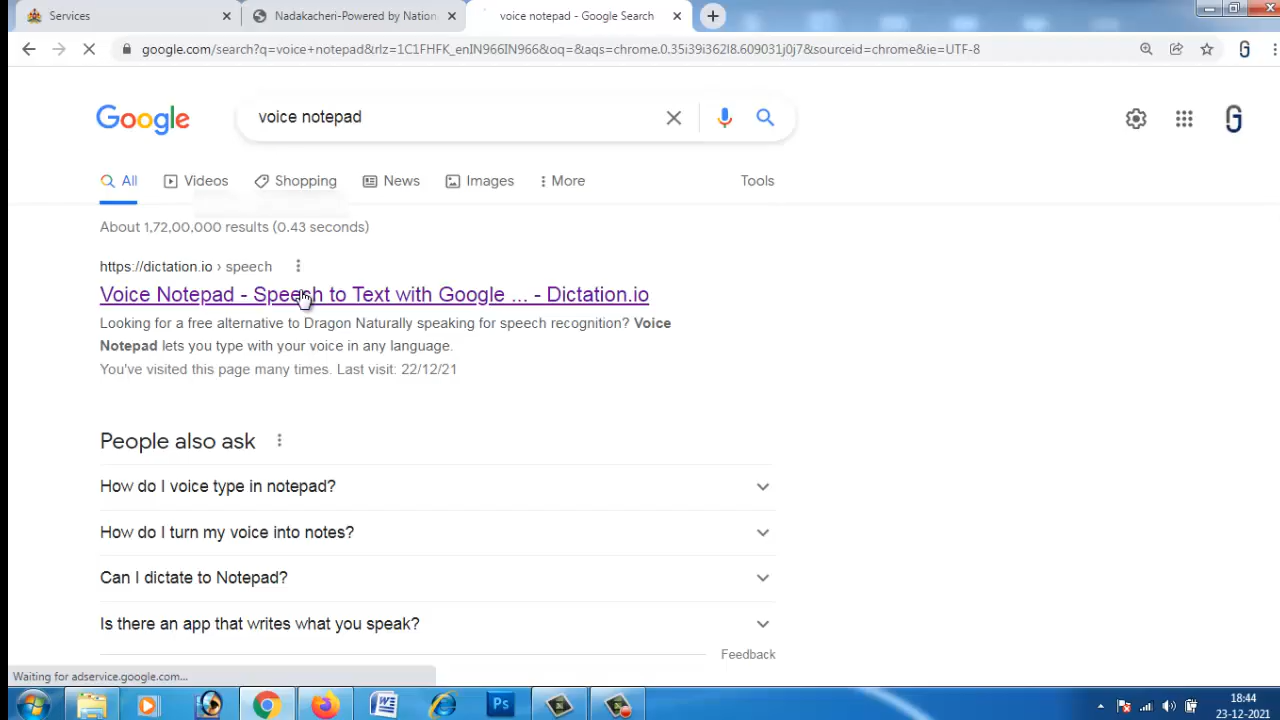 Services
Nadakacheri-Powered by Nation
voice notepad - Google Search
google.com/search?q=voice+notepad&rlz=1C1FHFK_enIN966IN966&oq=&aqs=chrome.0.35i39i362l8.609031j0j7&sourceid=chrome&ie=UTF-8
Google
voice notepad
All Videos Shopping News Images More Tools
About 1,72,00,000 results (0.43 seconds)
https://dictation.io › speech
Voice Notepad - Speech to Text with Google ... - Dictation.io
Looking for a free alternative to Dragon Naturally speaking for speech recognition? Voice
Notepad lets you type with your voice in any language.
You've visited this page many times. Last visit: 22/12/21
People also ask
How do I voice type in notepad?
How do I turn my voice into notes?
Can I dictate to Notepad?
Is there an app that writes what you speak?
Feedback
Waiting for adservice.google.com...
Ps
18:44
23-12-2021